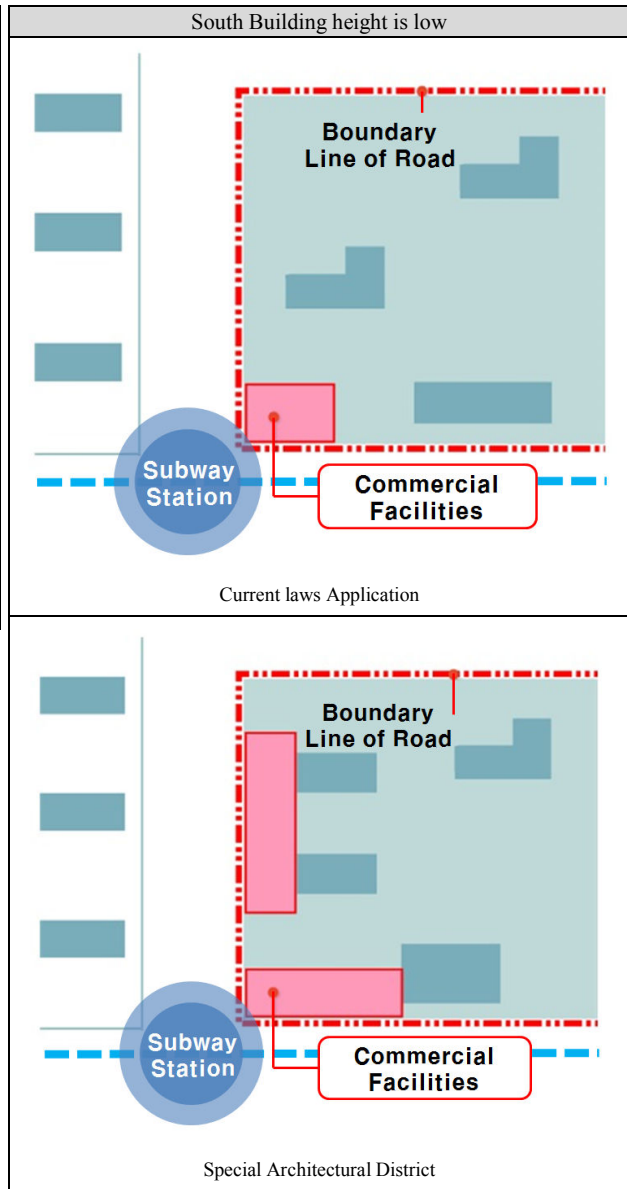 South Building height is low
Boundary
Line of Road
Subway
Station
Commercial
Facilities
Current laws Application
Boundary
Line of Road
Subway
Station
Commercial
Facilities
Special Architectural District